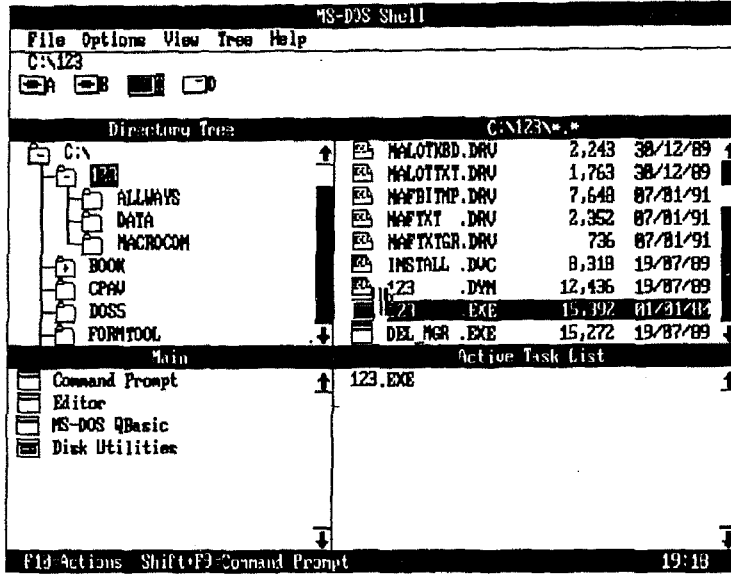 MS-DOS Shell
File Options View Tree Help
C:\123
A B C D
Directory Tree
C:\
123
ALLWAYS
DATA
MACROCOM
BOOK
CPAV
DOSS
FORMTOOL
C:\123\*.*
MALOTKBD.DRV 2,243 30/12/89
MALOTTXT.DRV 1,763 30/12/89
MAFBITMP.DRV 7,648 07/01/91
MAFTXT .DRV 2,352 07/01/91
MAFTXTGR.DRV 736 07/01/91
INSTALL .DVC 8,318 19/07/89
123 .DYN 12,436 19/07/89
123 .EXE 15,392 01/01/84
DEL_MGR .EXE 15,272 19/07/89
Main
Command Prompt
Editor
MS-DOS QBasic
Disk Utilities
Active Task List
123.EXE
F10=Actions Shift+F9=Command Prompt 19:18